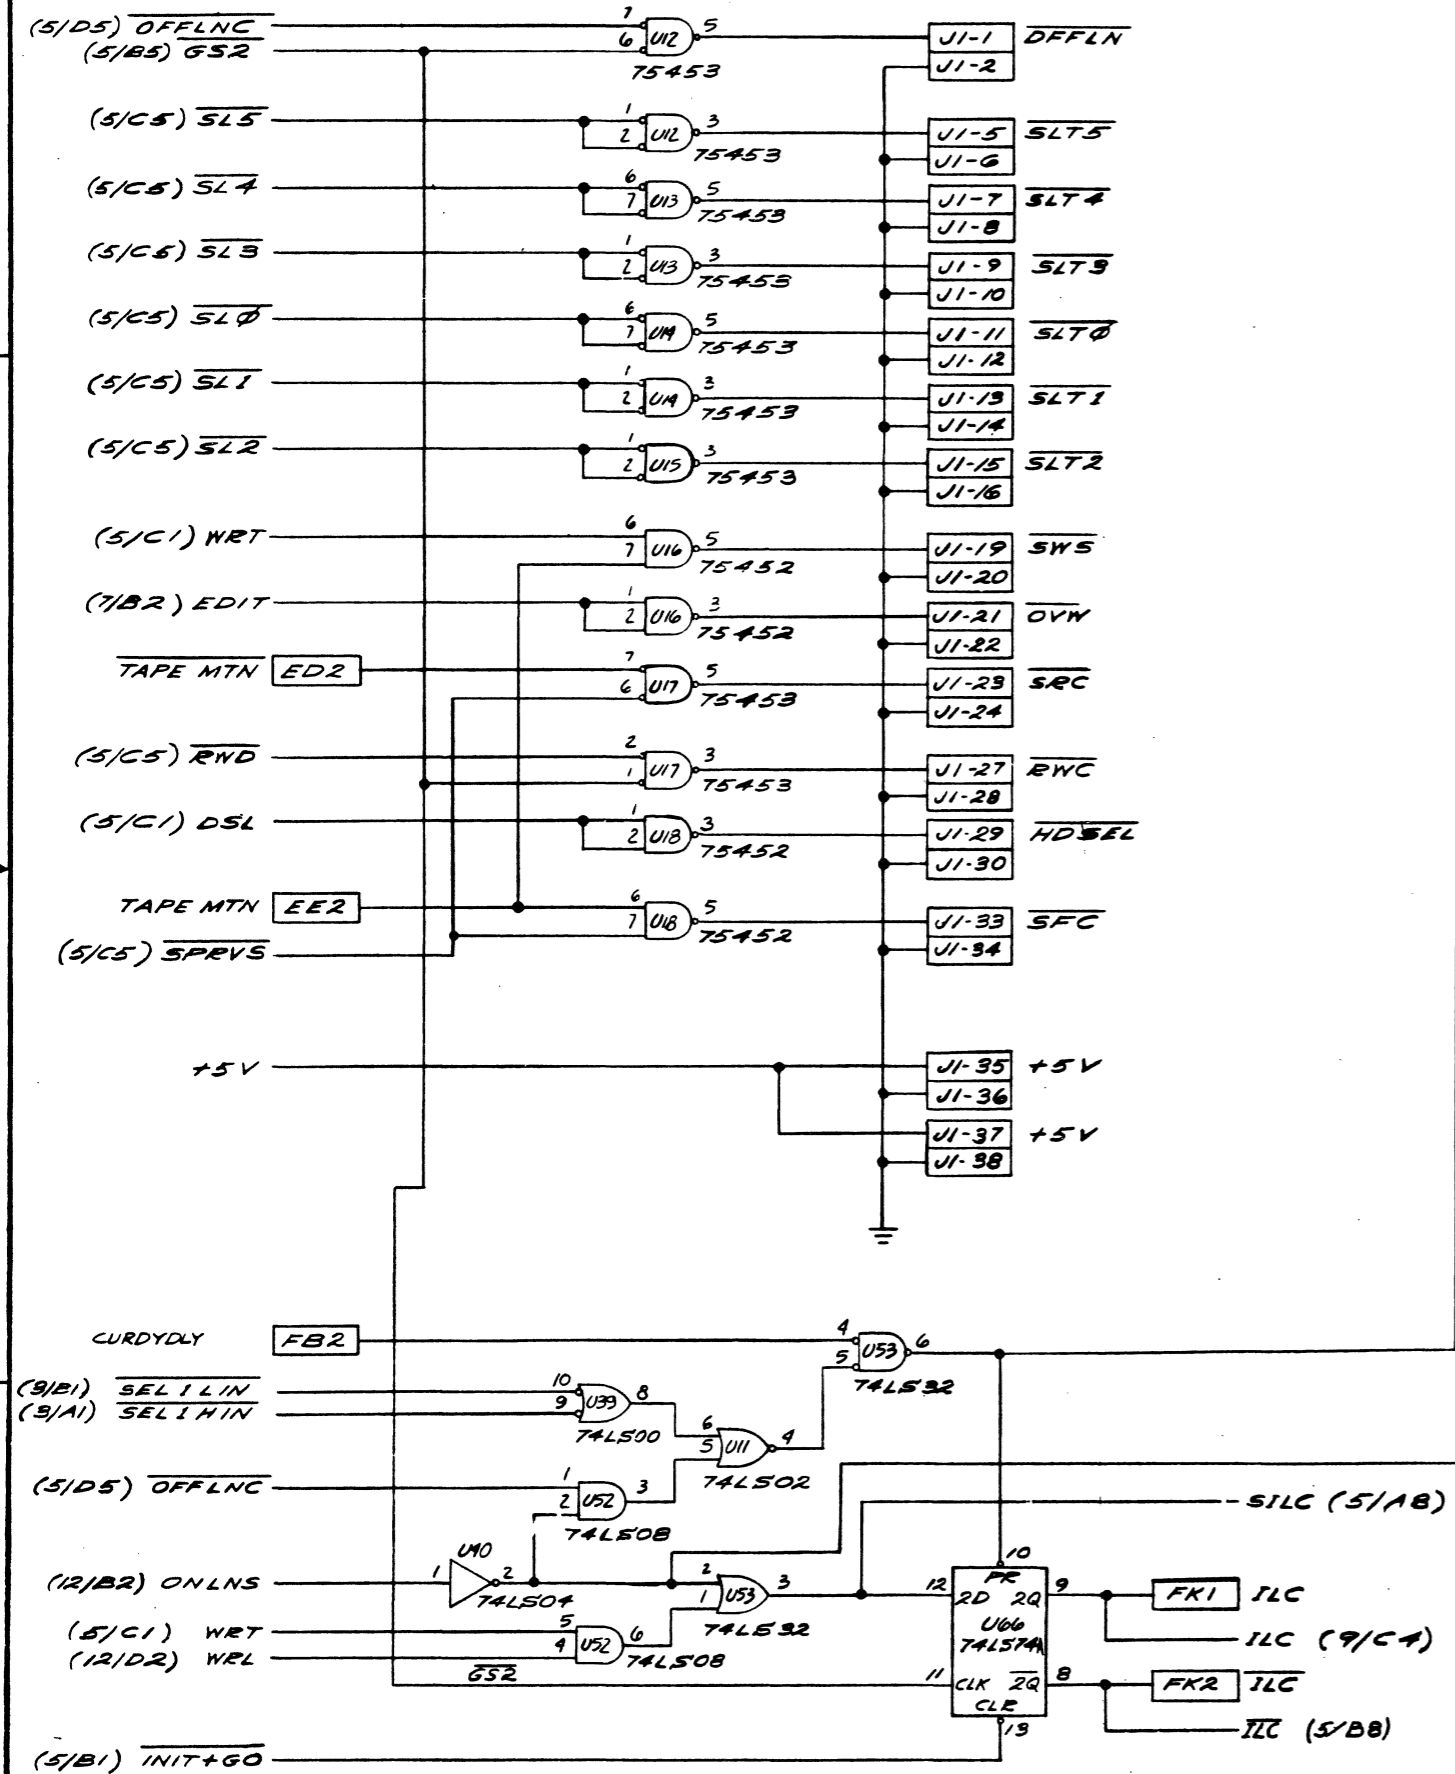 (5/D5) OFFLNC 7 5 J1-1 DFFLN
(5/B5) GS2 6 U12 J1-2
75453
(5/C5) SL5 1 3 J1-5 SLT5
2 U12 J1-6
75453
(5/C5) SL4 6 5 J1-7 SLT4
7 U13 J1-8
75453
(5/C5) SL3 1 3 J1-9 SLT3
2 U13 J1-10
75453
(5/C5) SLØ 6 5 J1-11 SLTØ
7 U14 J1-12
75453
(5/C5) SL1 1 3 J1-13 SLT1
2 U14 J1-14
75453
(5/C5) SL2 1 3 J1-15 SLT2
2 U15 J1-16
75453
(5/C1) WRT 6 5 J1-19 SWS
7 U16 J1-20
75452
(7/B2) EDIT 1 3 J1-21 OVW
2 U16 J1-22
75452
TAPE MTN ED2 7 5 J1-23 SRC
6 U17 J1-24
75453
(5/C5) RWD 2 3 J1-27 RWC
1 U17 J1-28
75453
(5/C1) DSL 1 3 J1-29 HDSEL
2 U18 J1-30
75452
TAPE MTN EE2 6 5 J1-33 SFC
7 U18 J1-34
75452
(5/C5) SPRVS
+5V J1-35 +5V
J1-36
J1-37 +5V
J1-38
CURDYDLY FB2 4 6
5 U53
74LS32
(9/B1) SEL1LIN 10 8
(9/A1) SEL1HIN 9 U39
74LS00
6 4
5 U11
74LS02
(5/D5) OFFLNC 1 3
2 U52
74LS08
SILC (5/A8)
U40
(12/B2) ONLNS 1 2
74LS04
2 3
1 U53
74LS32
(5/C1) WRT 5 6
(12/D2) WRL 4 U52
74LS08
GS2
10
PR
12 2D 2Q 9 FK1 ILC
U66
74LS74A
ILC (9/C4)
11 CLK 2Q 8 FK2 ILC
CLR
13
ILC (5/B8)
(5/B1) INIT+GO